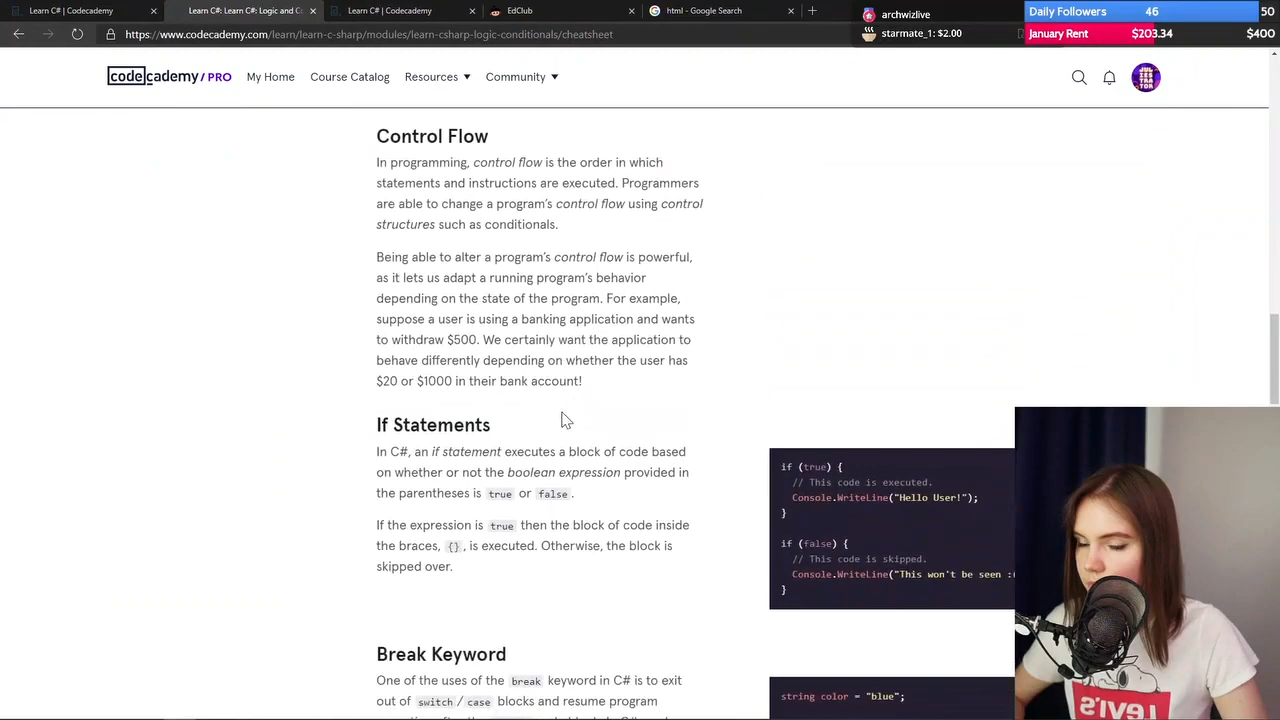 Learn C# | Codecademy
Learn C#: Learn C#: Logic and Co
Learn C# | Codecademy
EdClub
html - Google Search
archwizlive
starmate_1: $2.00
Daily Followers 46 50
January Rent $203.34 $400
https://www.codecademy.com/learn/learn-c-sharp/modules/learn-csharp-logic-conditionals/cheatsheet
codecademy / PRO
My Home
Course Catalog
Resources
Community
JUL
IES
TRA
TOR
Control Flow
In programming, control flow is the order in which
statements and instructions are executed. Programmers
are able to change a program’s control flow using control
structures such as conditionals.
Being able to alter a program’s control flow is powerful,
as it lets us adapt a running program’s behavior
depending on the state of the program. For example,
suppose a user is using a banking application and wants
to withdraw $500. We certainly want the application to
behave differently depending on whether the user has
$20 or $1000 in their bank account!
If Statements
In C#, an if statement executes a block of code based
on whether or not the boolean expression provided in
the parentheses is true or false.
If the expression is true then the block of code inside
the braces, {}, is executed. Otherwise, the block is
skipped over.
if (true) {
// This code is executed.
Console.WriteLine("Hello User!");
}
if (false) {
// This code is skipped.
Console.WriteLine("This won't be seen :(
}
Break Keyword
One of the uses of the break keyword in C# is to exit
out of switch/case blocks and resume program
string color = "blue";
LEVI'S